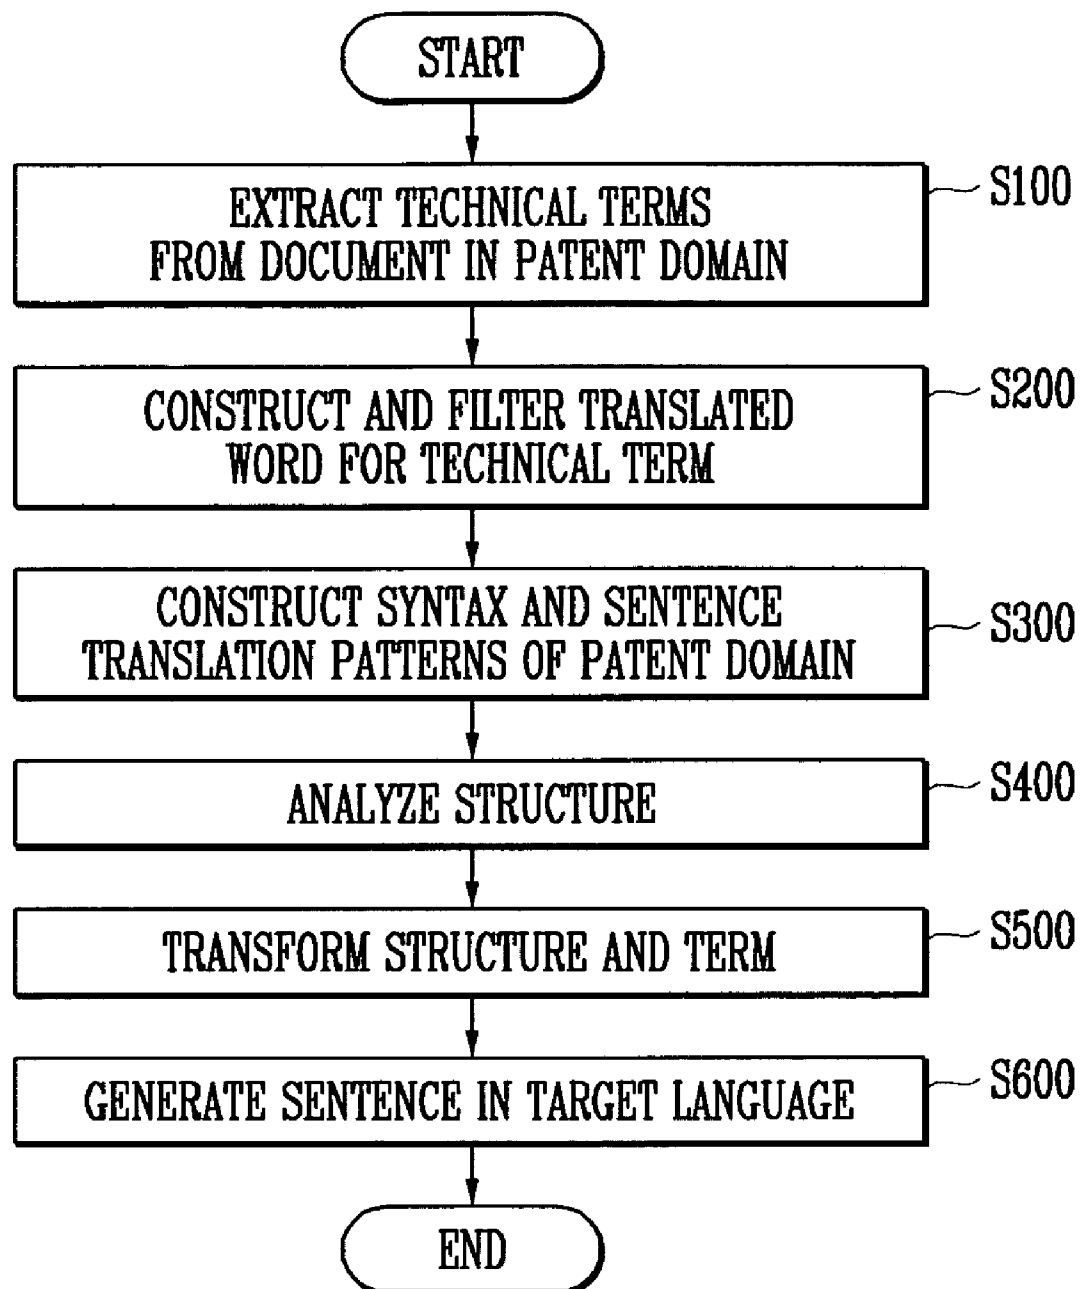 START
EXTRACT TECHNICAL TERMS
FROM DOCUMENT IN PATENT DOMAIN
S100
CONSTRUCT AND FILTER TRANSLATED
WORD FOR TECHNICAL TERM
S200
CONSTRUCT SYNTAX AND SENTENCE
TRANSLATION PATTERNS OF PATENT DOMAIN
S300
ANALYZE STRUCTURE
S400
TRANSFORM STRUCTURE AND TERM
S500
GENERATE SENTENCE IN TARGET LANGUAGE
S600
END